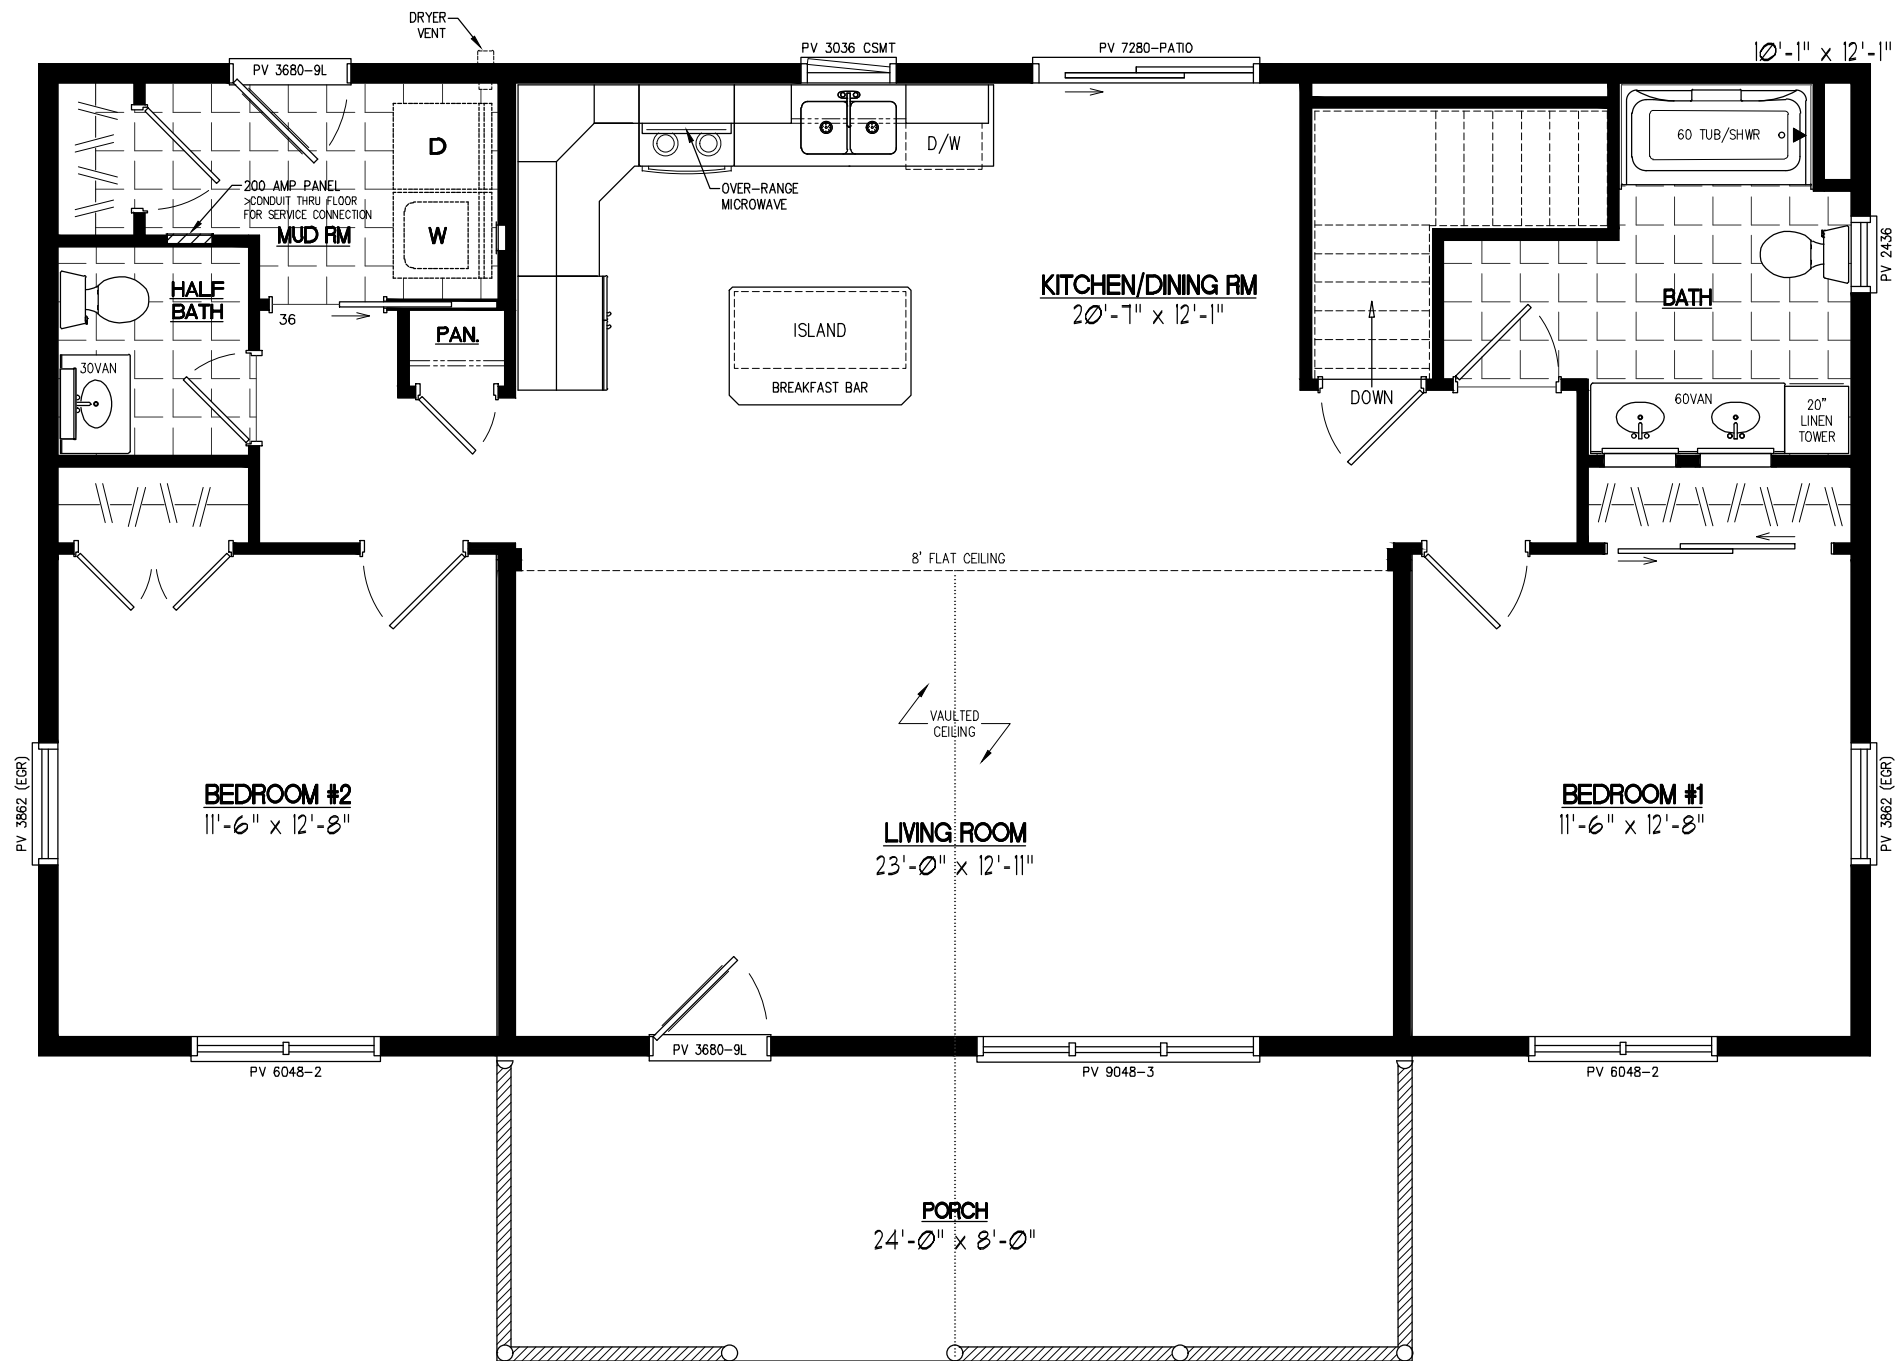 DRYER
VENT
PV 3680-9L
PV 3036 CSMT
PV 7280-PATIO
10'-1" x 12'-1"
D
D/W
60 TUB/SHWR
200 AMP PANEL
>CONDUIT THRU FLOOR
FOR SERVICE CONNECTION
OVER-RANGE
MICROWAVE
MUD RM
W
PV 2436
HALF
BATH
KITCHEN/DINING RM
20'-7" x 12'-1"
BATH
36
PAN.
ISLAND
BREAKFAST BAR
30VAN
DOWN
60VAN
20"
LINEN
TOWER
8' FLAT CEILING
VAULTED
CEILING
PV 3862 (EGR)
BEDROOM #2
11'-6" x 12'-8"
LIVING ROOM
23'-0" x 12'-11"
BEDROOM #1
11'-6" x 12'-8"
PV 3862 (EGR)
PV 3680-9L
PV 6048-2
PV 9048-3
PV 6048-2
PORCH
24'-0" x 8'-0"